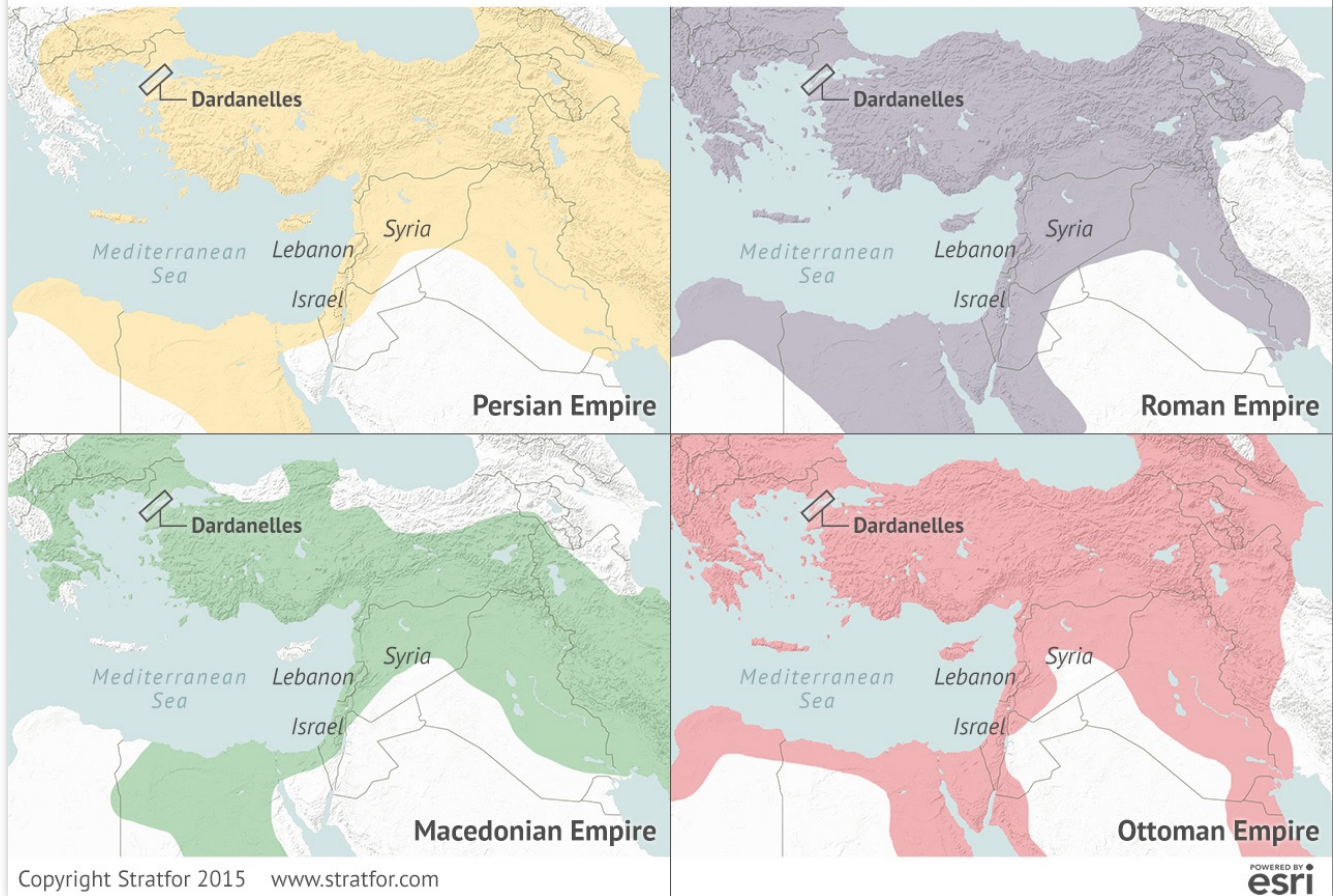 Dardanelles
Mediterranean
Sea
Lebanon
Syria
Israel
Persian Empire
Dardanelles
Mediterranean
Sea
Lebanon
Syria
Israel
Roman Empire
Dardanelles
Mediterranean
Sea
Lebanon
Syria
Israel
Macedonian Empire
Dardanelles
Mediterranean
Sea
Lebanon
Syria
Israel
Ottoman Empire
Copyright Stratfor 2015 www.stratfor.com
POWERED BY
esri